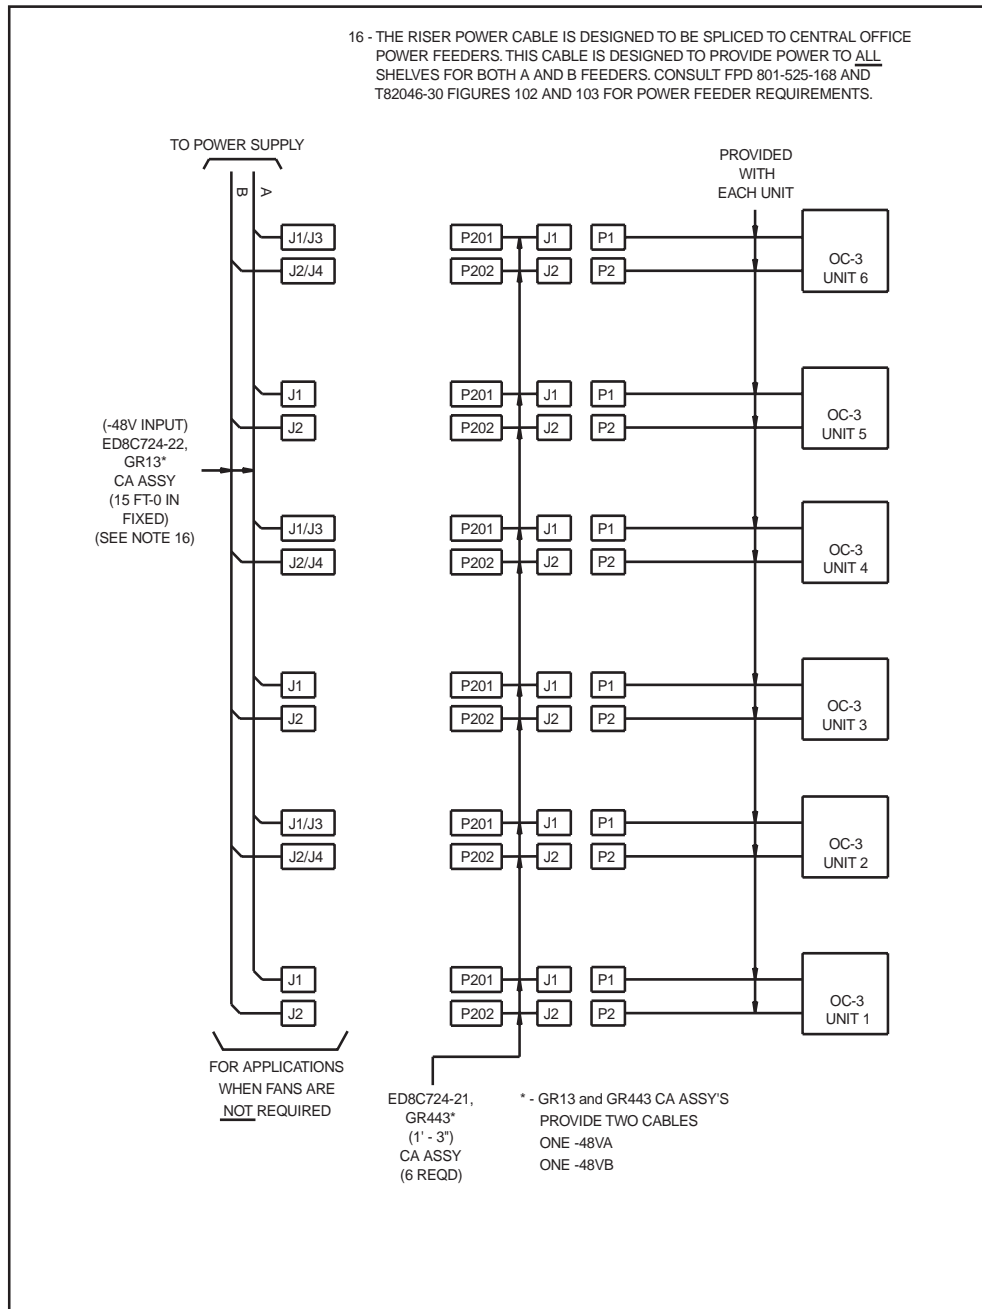 16 - THE RISER POWER CABLE IS DESIGNED TO BE SPLICED TO CENTRAL OFFICE
POWER FEEDERS. THIS CABLE IS DESIGNED TO PROVIDE POWER TO ALL
SHELVES FOR BOTH A AND B FEEDERS. CONSULT FPD 801-525-168 AND
T82046-30 FIGURES 102 AND 103 FOR POWER FEEDER REQUIREMENTS.
TO POWER SUPPLY
PROVIDED
WITH
EACH UNIT
B A
J1/J3 P201 J1 P1
J2/J4 P202 J2 P2
OC-3
UNIT 6
J1 P201 J1 P1
J2 P202 J2 P2
OC-3
UNIT 5
(-48V INPUT)
ED8C724-22,
GR13*
CA ASSY
(15 FT-0 IN
FIXED)
(SEE NOTE 16)
J1/J3 P201 J1 P1
J2/J4 P202 J2 P2
OC-3
UNIT 4
J1 P201 J1 P1
J2 P202 J2 P2
OC-3
UNIT 3
J1/J3 P201 J1 P1
J2/J4 P202 J2 P2
OC-3
UNIT 2
J1 P201 J1 P1
J2 P202 J2 P2
OC-3
UNIT 1
FOR APPLICATIONS
WHEN FANS ARE
NOT REQUIRED
ED8C724-21,
GR443*
(1' - 3")
CA ASSY
(6 REQD)
* - GR13 and GR443 CA ASSY'S
PROVIDE TWO CABLES
ONE -48VA
ONE -48VB